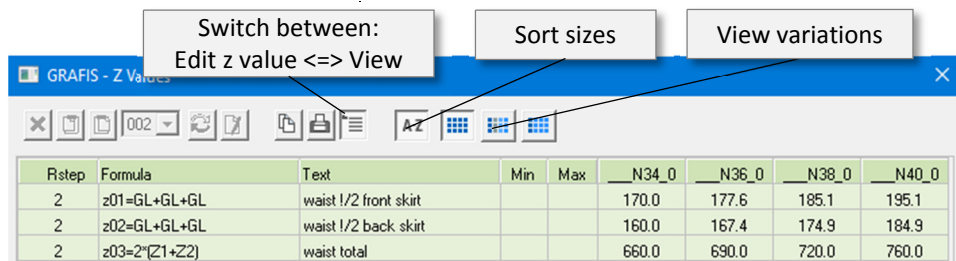 Switch between:
Edit z value <=> View
Sort sizes
View variations
GRAFIS - Z Values
002
AZ
Rstep Formula Text Min Max __N34_0 __N36_0 __N38_0 __N40_0
2 z01=GL+GL+GL waist !/2 front skirt 170.0 177.6 185.1 195.1
2 z02=GL+GL+GL waist !/2 back skirt 160.0 167.4 174.9 184.9
2 z03=2*(Z1+Z2) waist total 660.0 690.0 720.0 760.0